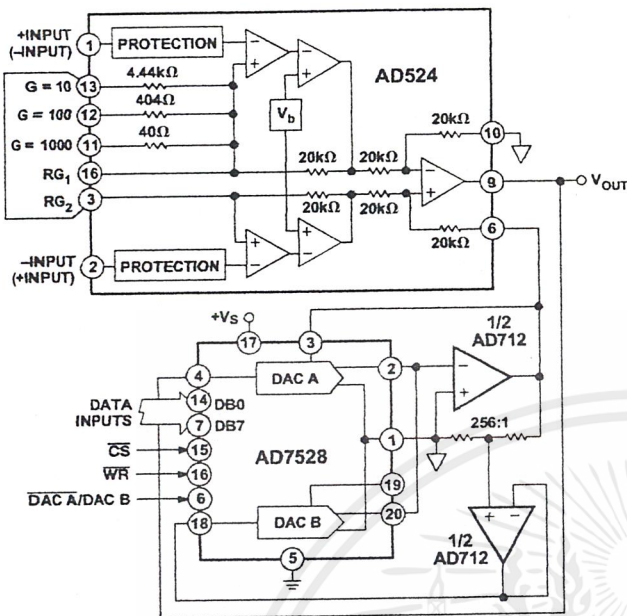 +INPUT
(–INPUT)
1
PROTECTION
AD524
G = 10
13
4.44kΩ
G = 100
12
404Ω
G = 1000
11
40Ω
Vb
20kΩ
10
RG1
16
20kΩ
20kΩ
9
VOUT
RG2
3
20kΩ
20kΩ
20kΩ
6
–INPUT
(+INPUT)
2
PROTECTION
+VS
17
3
1/2
AD712
4
DAC A
2
DATA
INPUTS
14
DB0
7
DB7
1
256:1
CS
15
AD7528
WR
16
19
DAC A/DAC B
6
20
18
DAC B
5
1/2
AD712